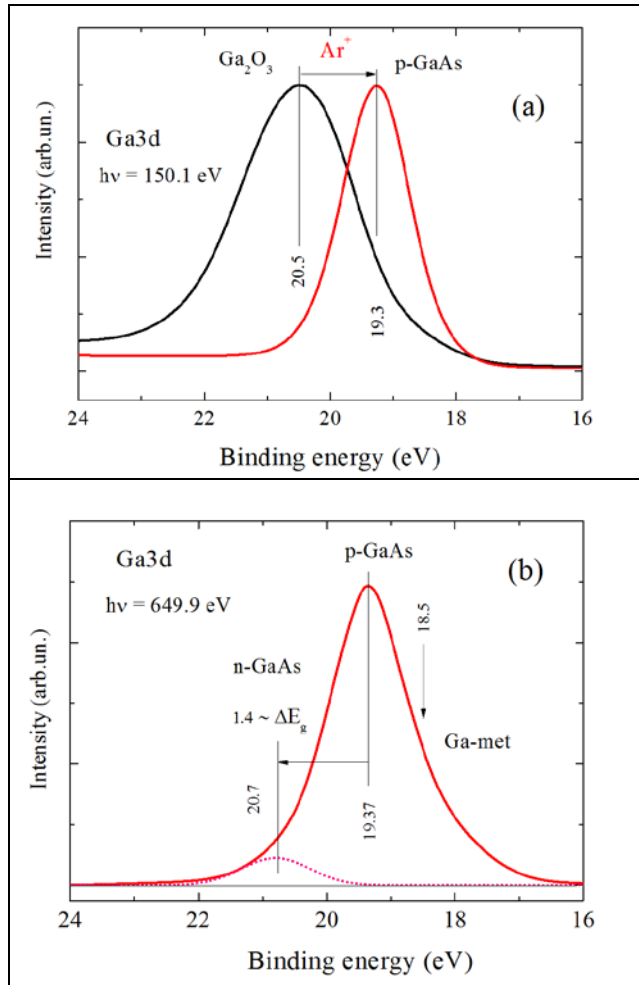 Ga₂O₃
Ar⁺
p-GaAs
(a)
Ga3d
hν = 150.1 eV
20.5
19.3
Intensity (arb.un.)
24 22 20 18 16
Binding energy (eV)
p-GaAs
(b)
Ga3d
hν = 649.9 eV
18.5
n-GaAs
1.4 ~ ΔE_g
Ga-met
20.7
19.37
Intensity (arb.un.)
24 22 20 18 16
Binding energy (eV)